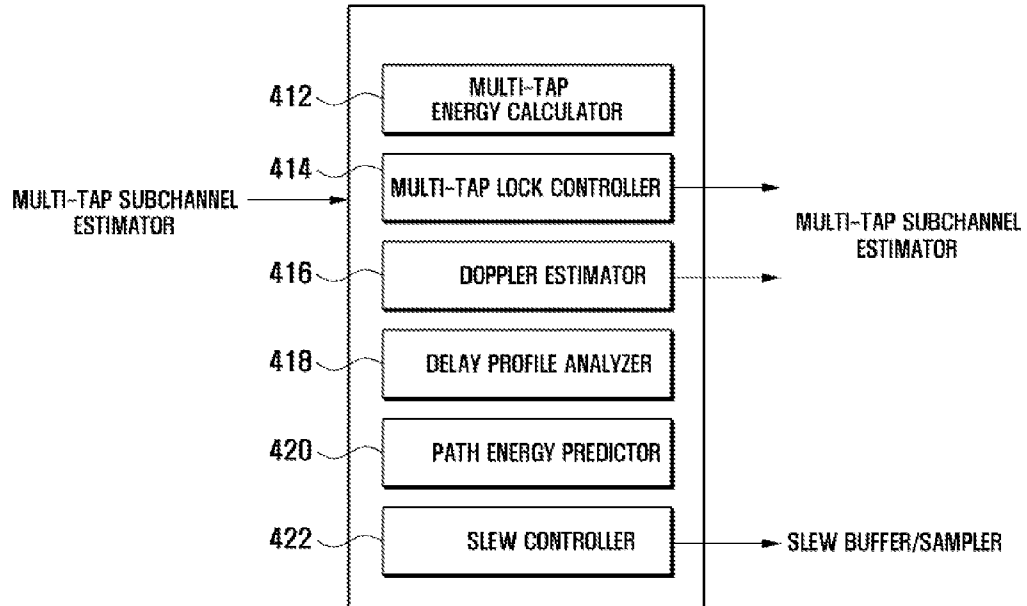 412
MULTI-TAP
ENERGY CALCULATOR
414
MULTI-TAP LOCK CONTROLLER
MULTI-TAP SUBCHANNEL
ESTIMATOR
MULTI-TAP SUBCHANNEL
ESTIMATOR
416
DOPPLER ESTIMATOR
418
DELAY PROFILE ANALYZER
420
PATH ENERGY PREDICTOR
422
SLEW CONTROLLER
SLEW BUFFER/SAMPLER